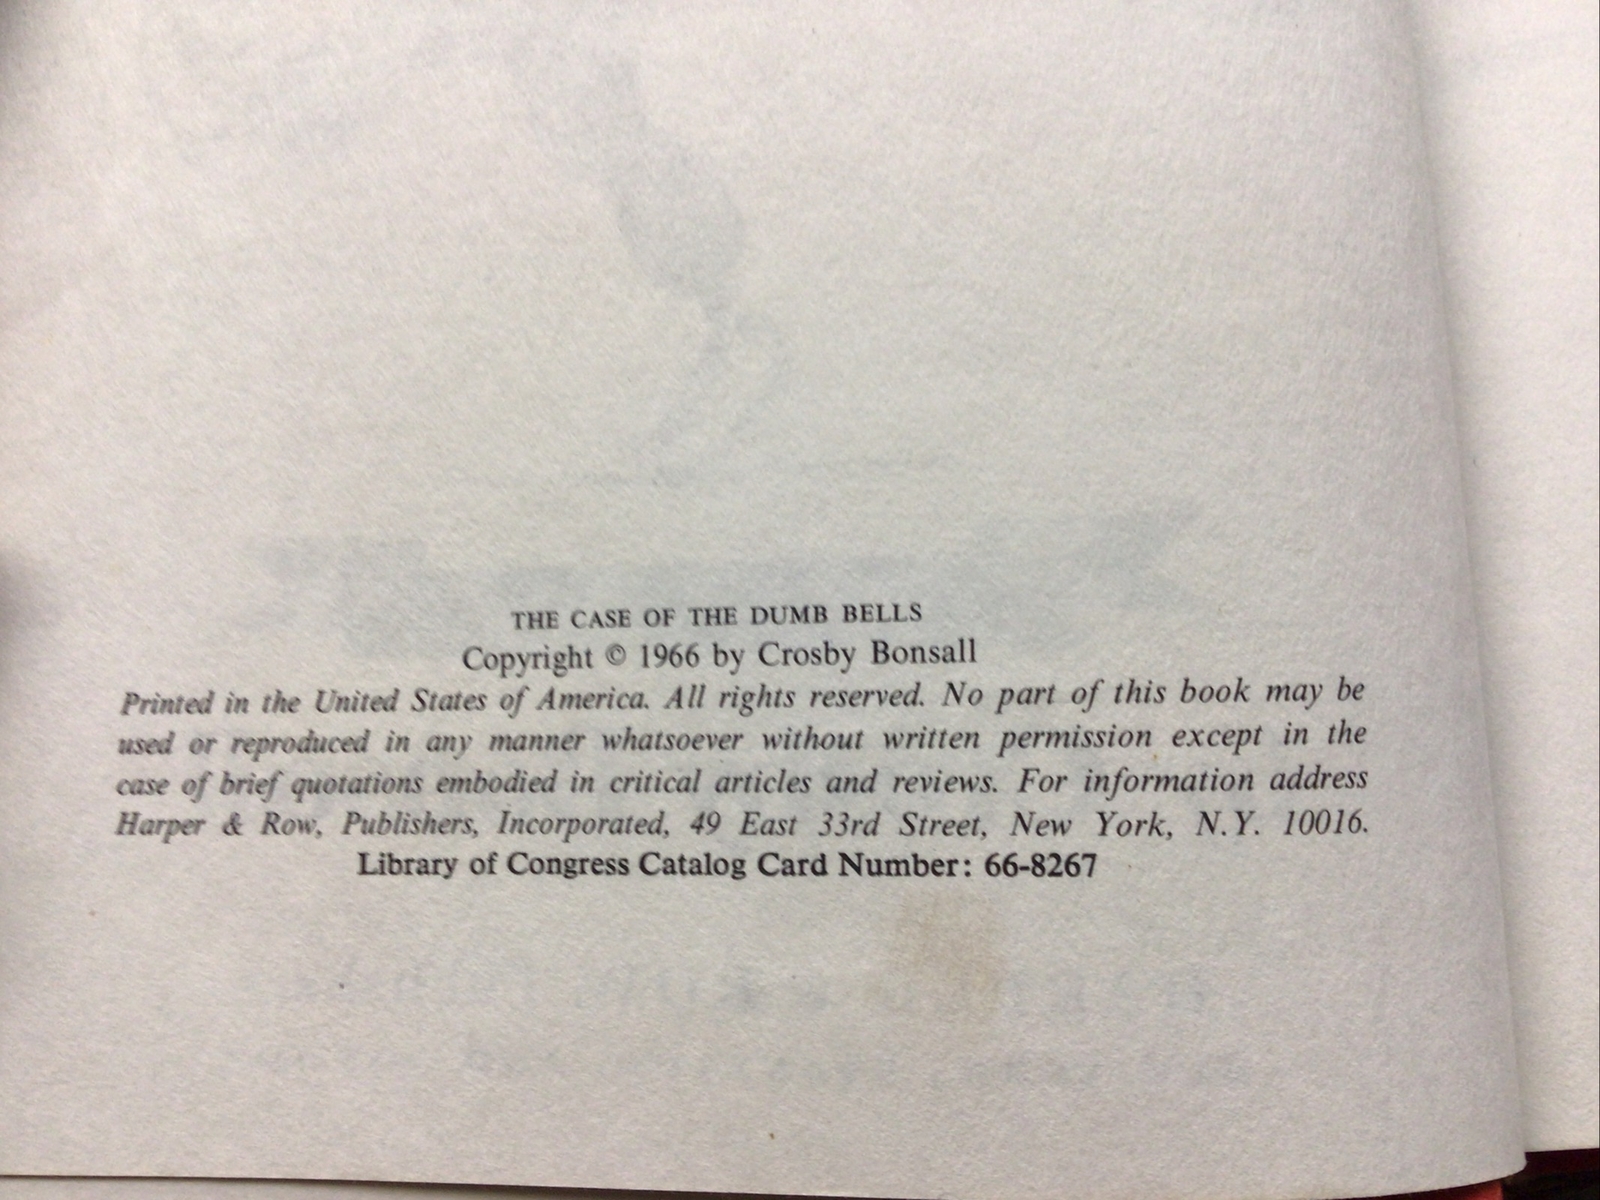 THE CASE OF THE DUMB BELLS
Copyright © 1966 by Crosby Bonsall
Printed in the United States of America. All rights reserved. No part of this book may be
used or reproduced in any manner whatsoever without written permission except in the
case of brief quotations embodied in critical articles and reviews. For information address
Harper & Row, Publishers, Incorporated, 49 East 33rd Street, New York, N.Y. 10016.
Library of Congress Catalog Card Number: 66-8267